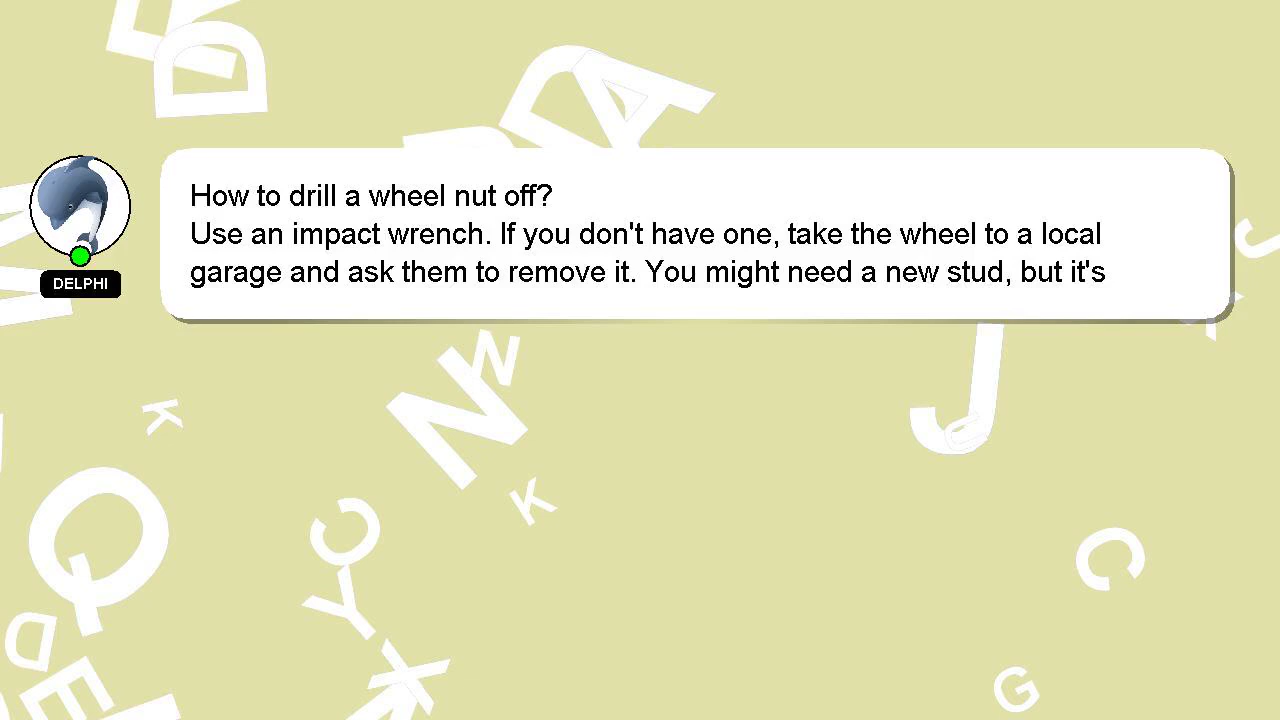 How to drill a wheel nut off?
Use an impact wrench. If you don't have one, take the wheel to a local
garage and ask them to remove it. You might need a new stud, but it's
DELPHI